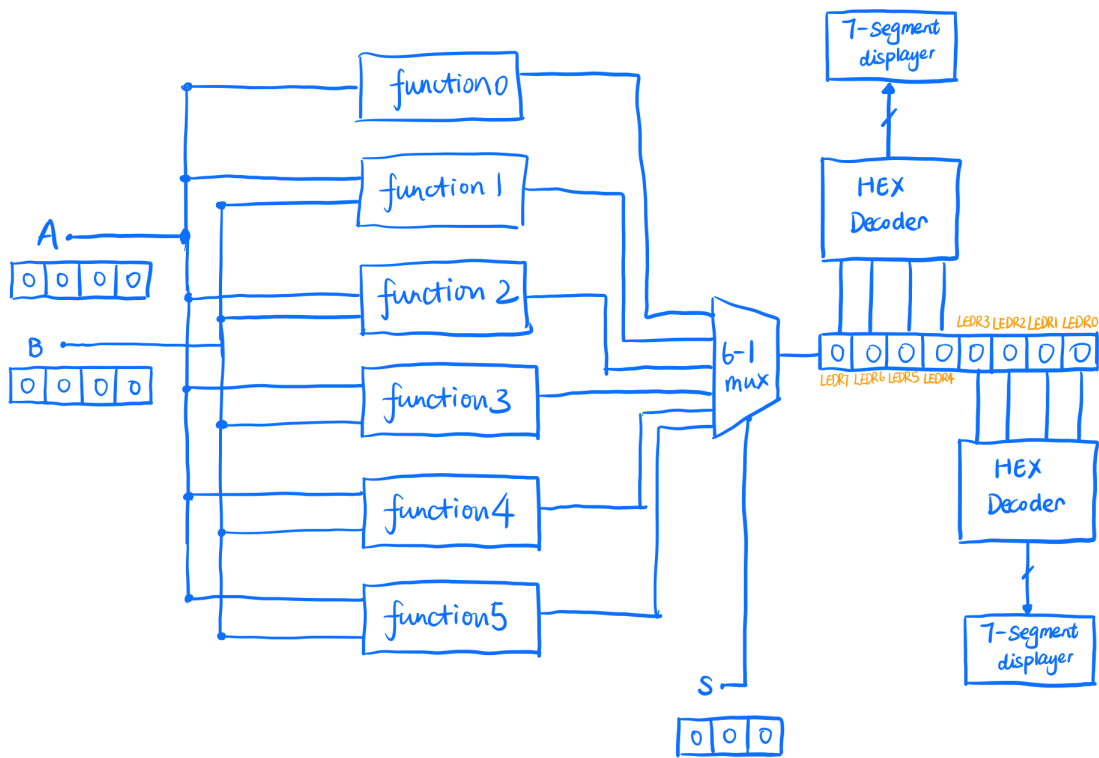 7-segment
displayer
function0
HEX
Decoder
function 1
A
0 0 0 0
function 2
LEDR3 LEDR2 LEDR1 LEDR0
B
0 0 0 0
6-1
mux
0 0 0 0 0 0 0 0
LEDR7 LEDR6 LEDR5 LEDR4
function3
HEX
Decoder
function4
function5
7-segment
displayer
S
0 0 0